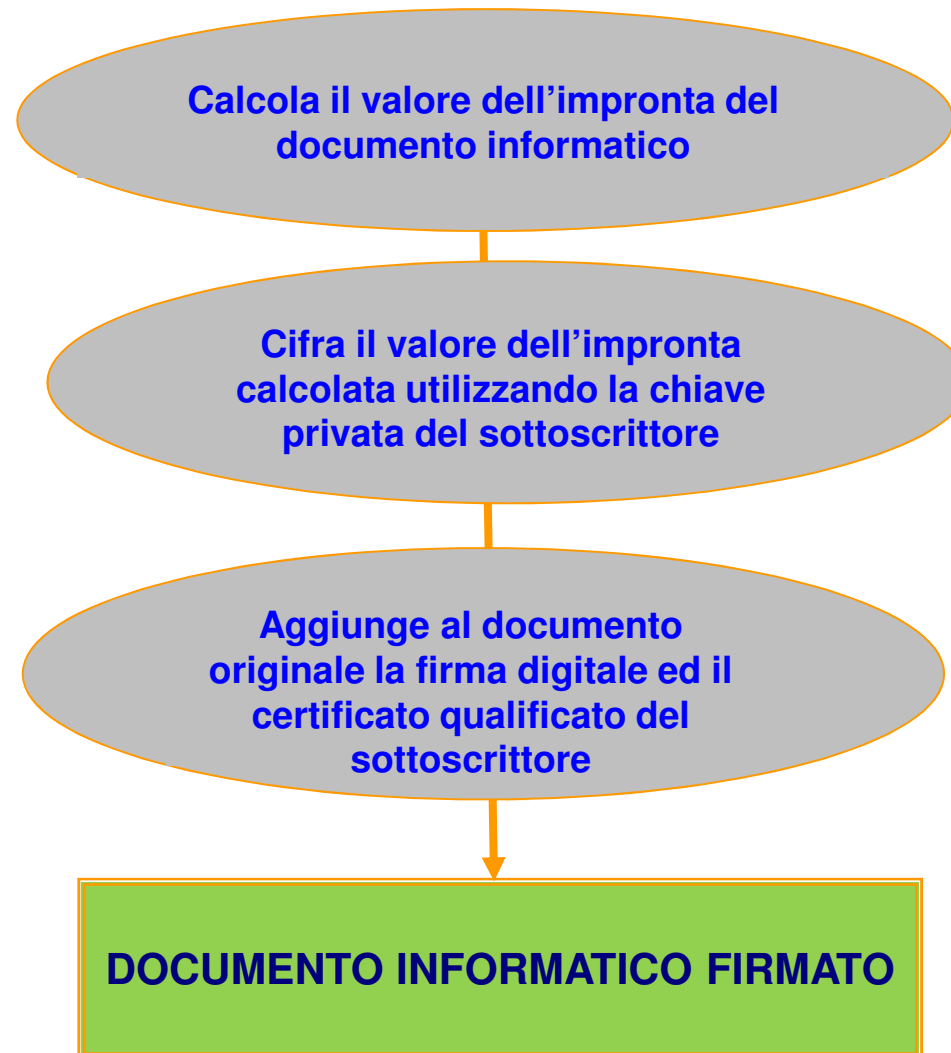 Calcola il valore dell’impronta del
documento informatico
Cifra il valore dell’impronta
calcolata utilizzando la chiave
privata del sottoscrittore
Aggiunge al documento
originale la firma digitale ed il
certificato qualificato del
sottoscrittore
DOCUMENTO INFORMATICO FIRMATO